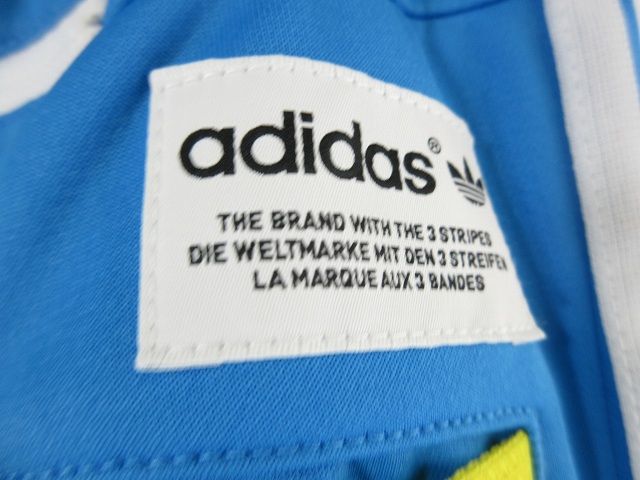 adidas®
THE BRAND WITH THE 3 STRIPES
DIE WELTMARKE MIT DEN 3 STREIFEN
LA MARQUE AUX 3 BANDES